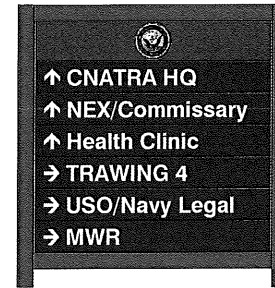 ↑ CNATRA HQ
↑ NEX/Commissary
↑ Health Clinic
→ TRAWING 4
→ USO/Navy Legal
→ MWR